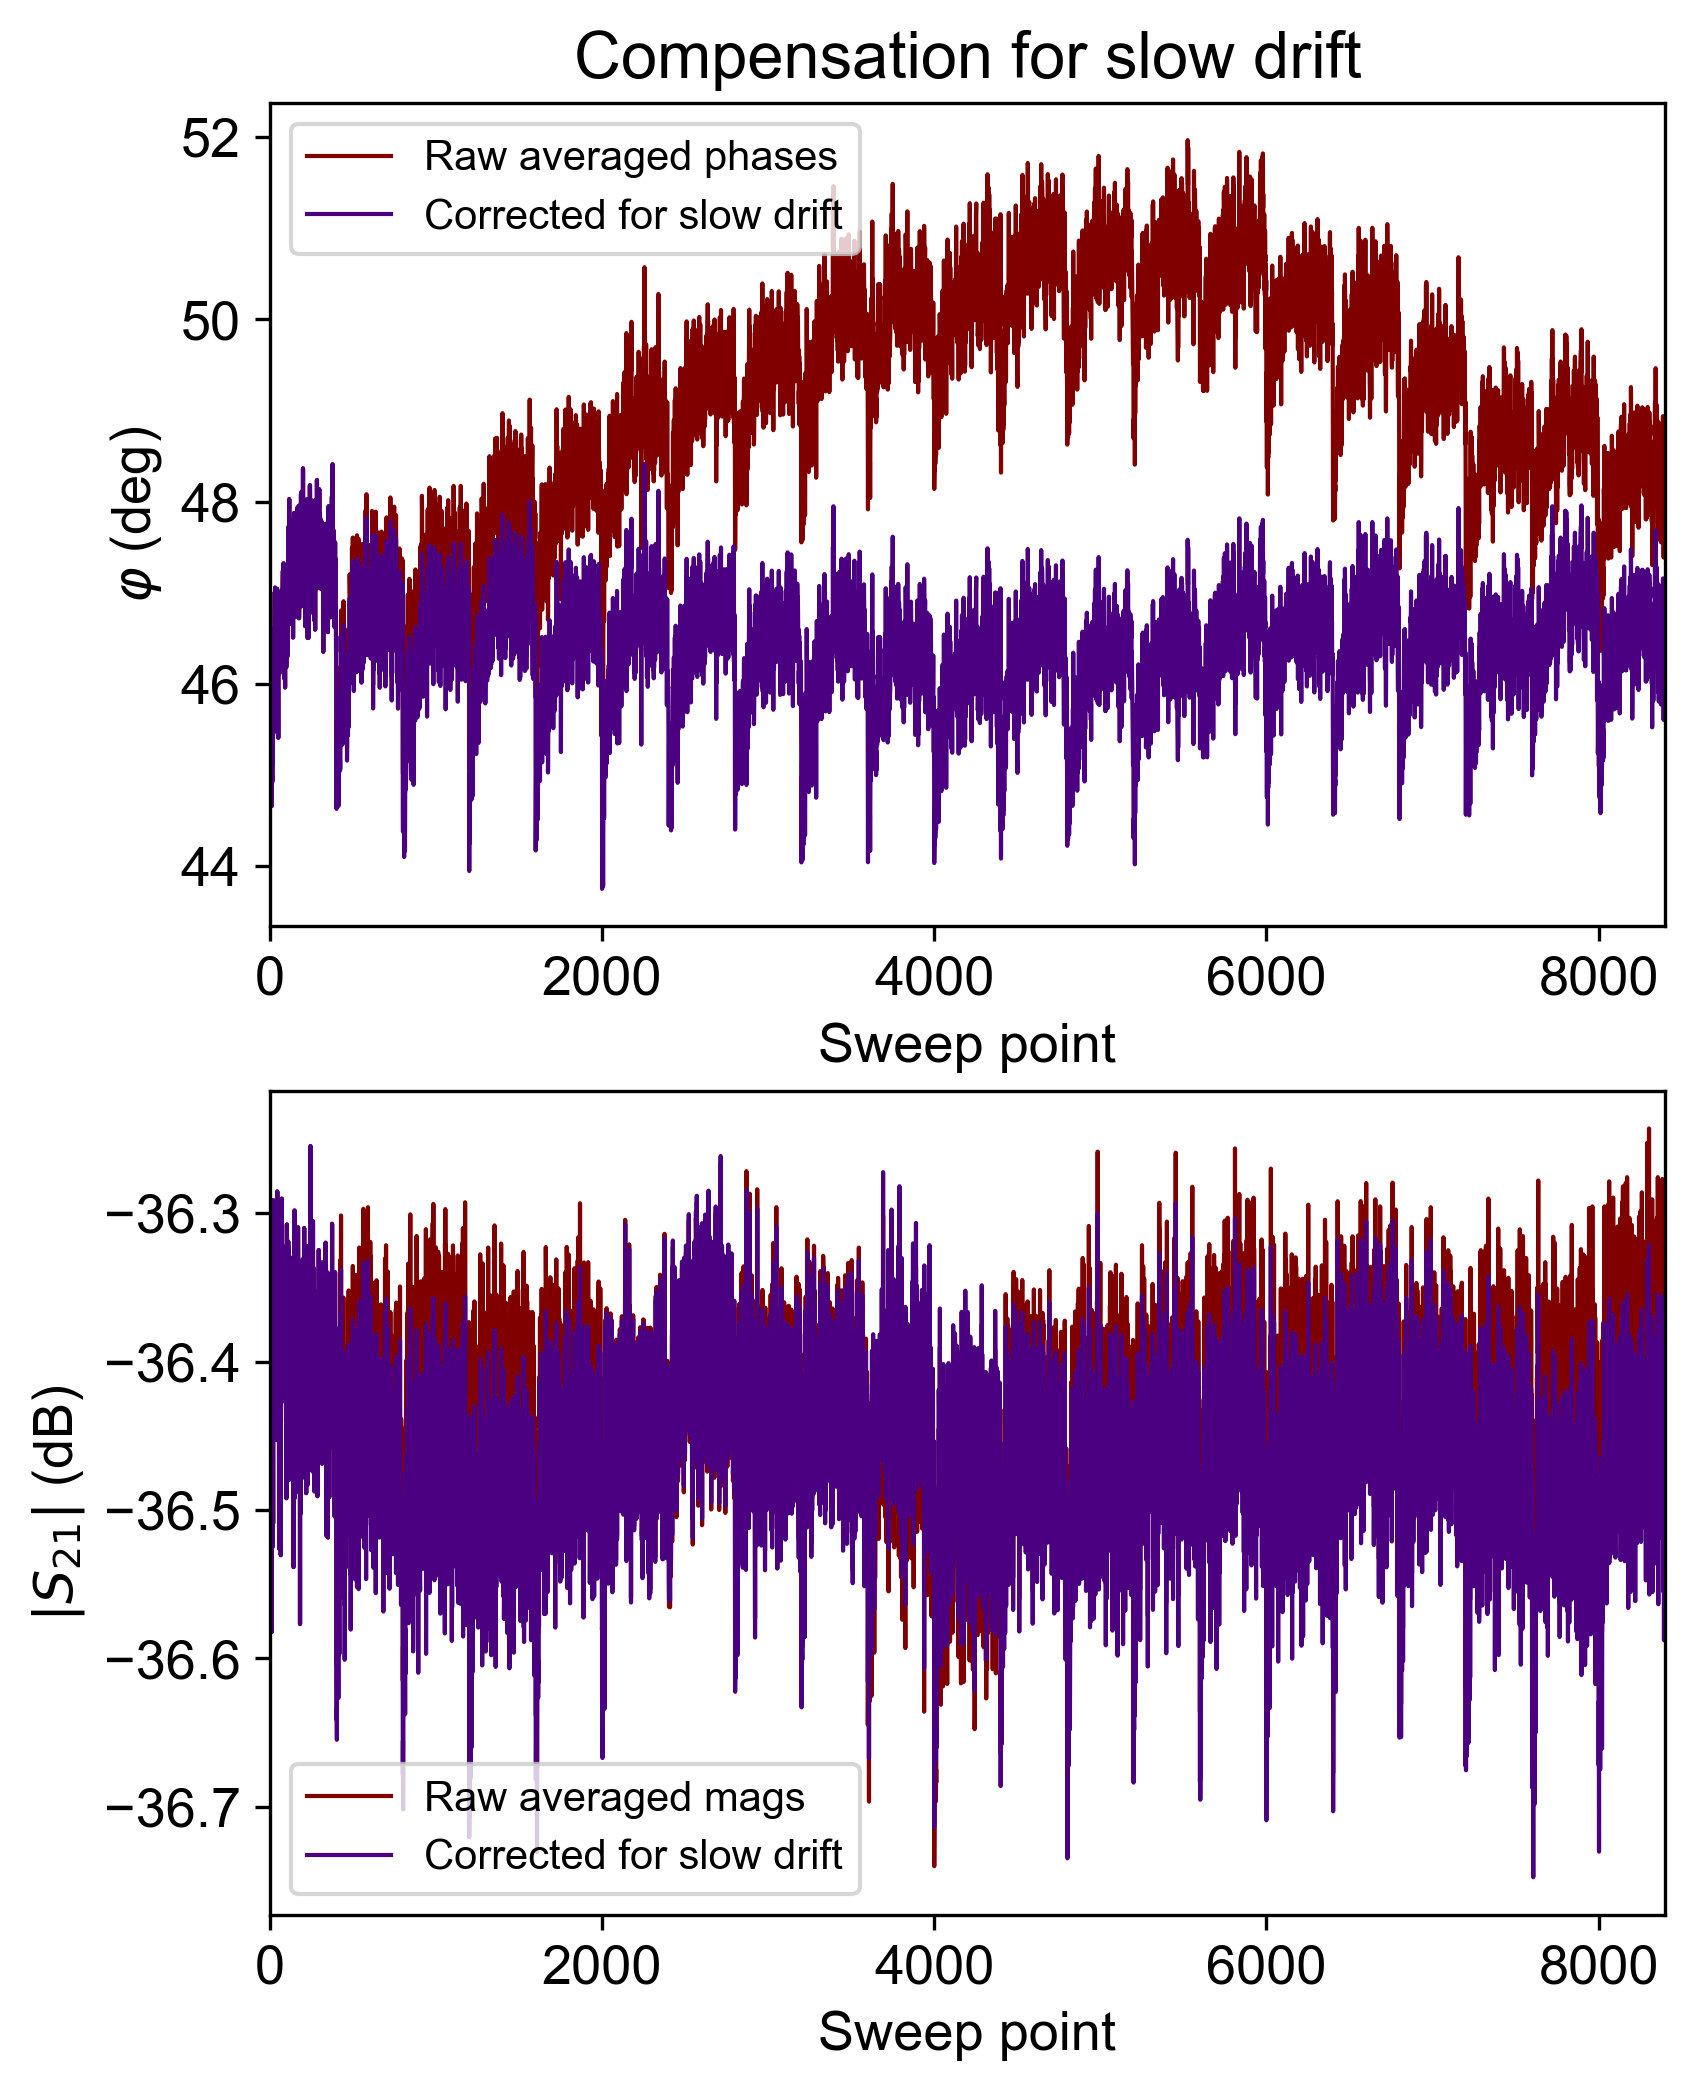 Compensation for slow drift
Raw averaged phases
Corrected for slow drift
52
50
48
46
44
φ (deg)
0 2000 4000 6000 8000
Sweep point
−36.3
−36.4
−36.5
−36.6
−36.7
|S₂₁| (dB)
Raw averaged mags
Corrected for slow drift
0 2000 4000 6000 8000
Sweep point